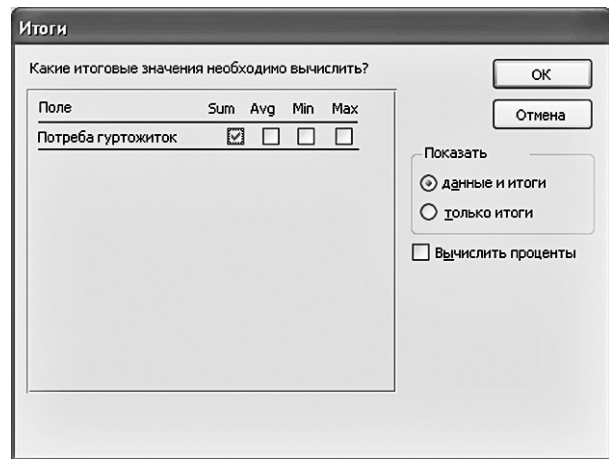 Итоги
Какие итоговые значения необходимо вычислить?
Поле Sum Avg Min Max
Потреба гуртожиток
OK
Отмена
Показать
данные и итоги
только итоги
Вычислить проценты